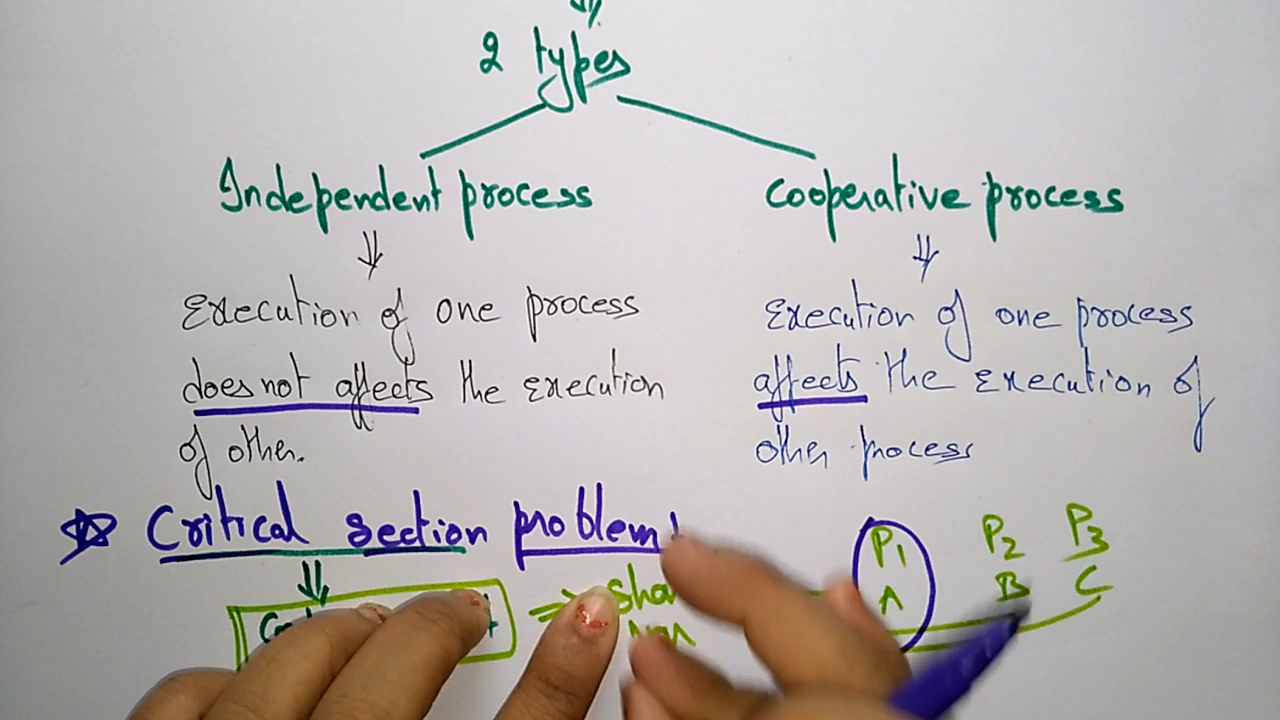 2 types
Independent process
Cooperative process
Execution of one process
does not affects the execution
of other.
Execution of one process
affects the execution of
other process
Critical section problem
P1 P2 P3
A B C